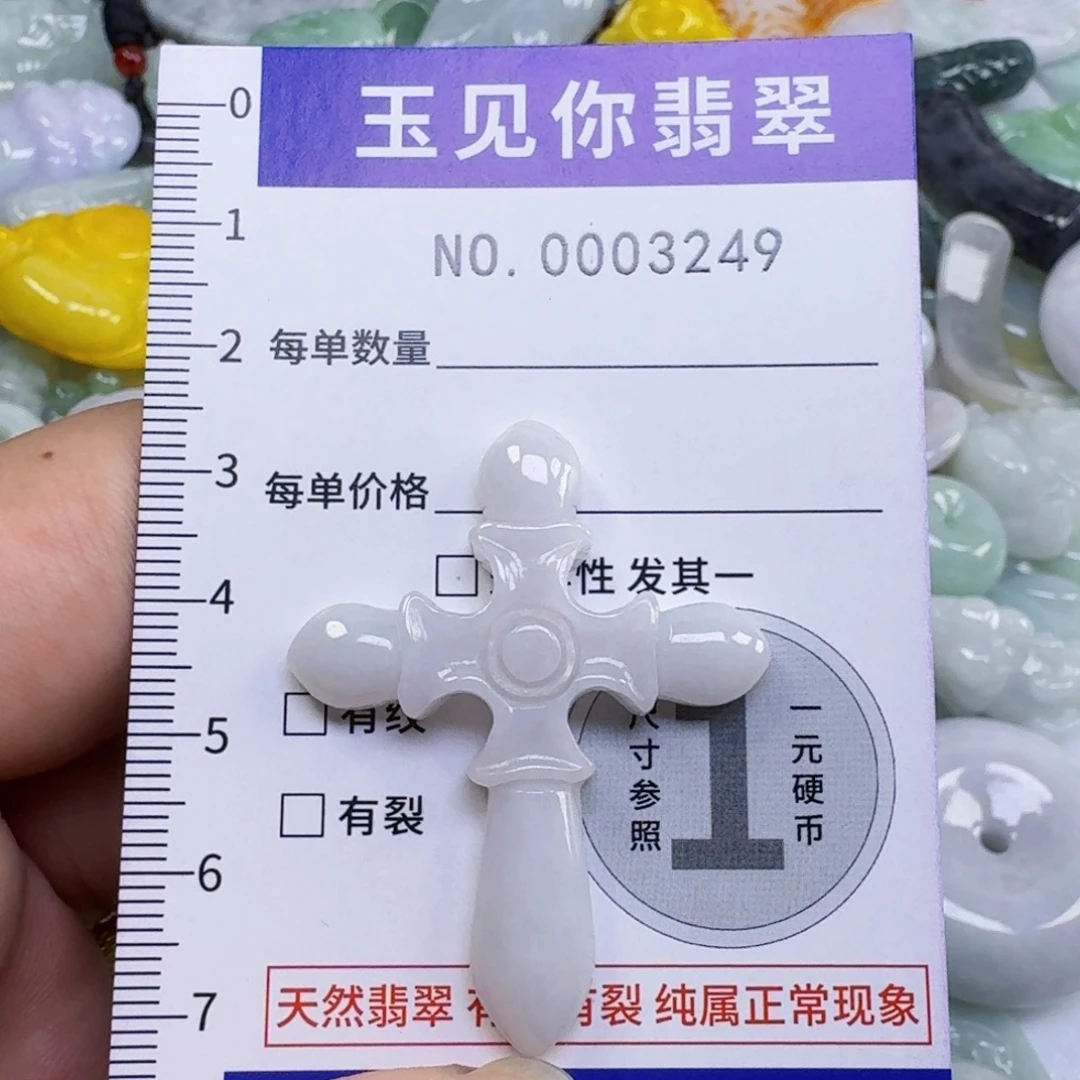 玉见你翡翠
NO. 0003249
0
1
2
3
4
5
6
7
每单数量
每单价格
性 发其一
有纹
有裂
尺寸参照
1
一元硬币
天然翡翠 有 有裂 纯属正常现象